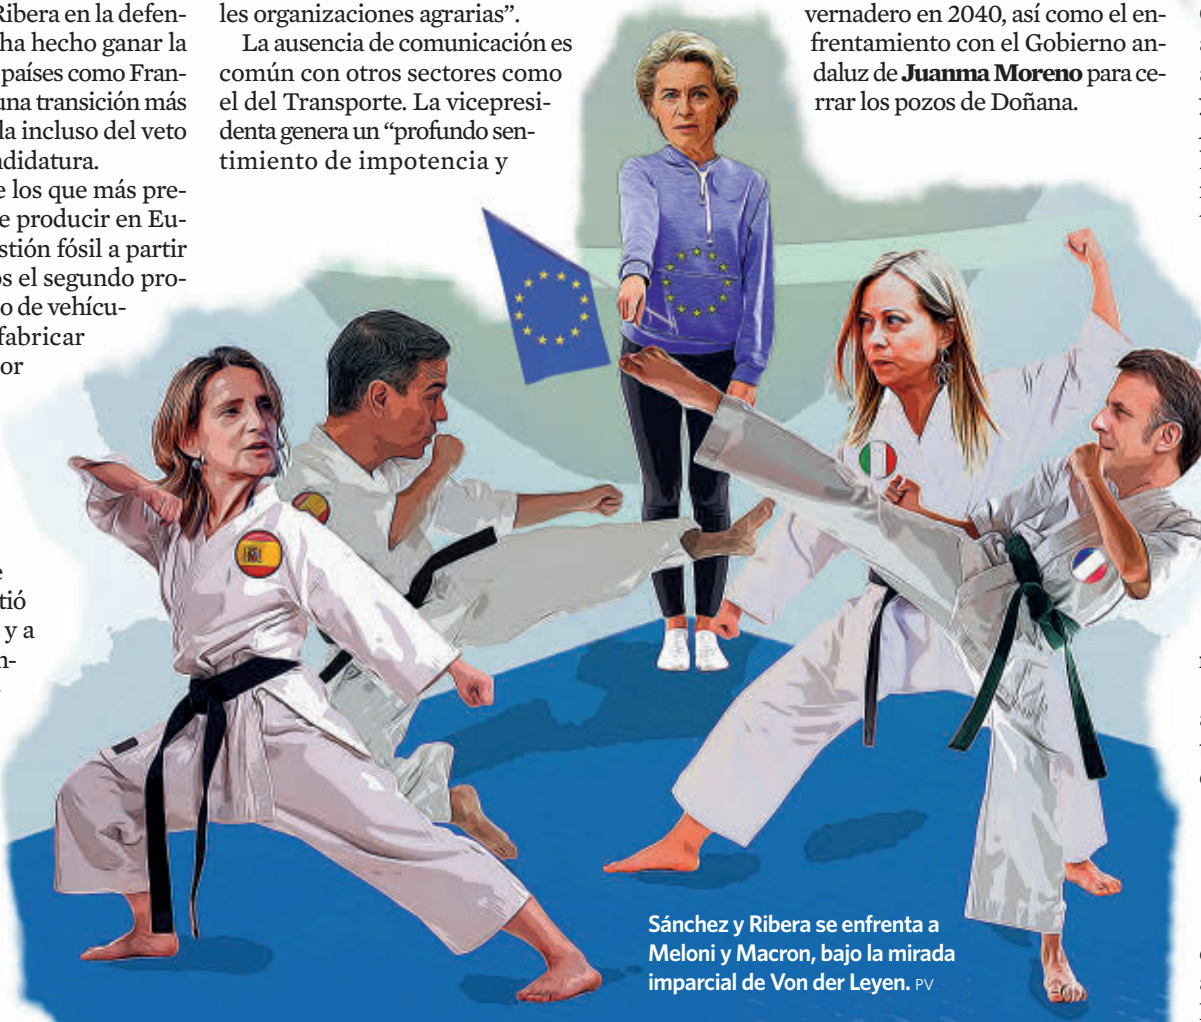 Ribera en la defen-
ha hecho ganar la
países como Fran-
una transición más
la incluso del veto
ndidatura.
e los que más pre-
e producir en Eu-
stión fósil a partir
os el segundo pro-
o de vehícu-
fabricar
or
e
tió
y a
n-
les organizaciones agrarias”.
La ausencia de comunicación es
común con otros sectores como
el del Transporte. La vicepresi-
denta genera un “profundo sen-
timiento de impotencia y
vernadero en 2040, así como el en-
frentamiento con el Gobierno an-
daluz de Juanma Moreno para ce-
rrar los pozos de Doñana.
Sánchez y Ribera se enfrenta a
Meloni y Macron, bajo la mirada
imparcial de Von der Leyen. PV